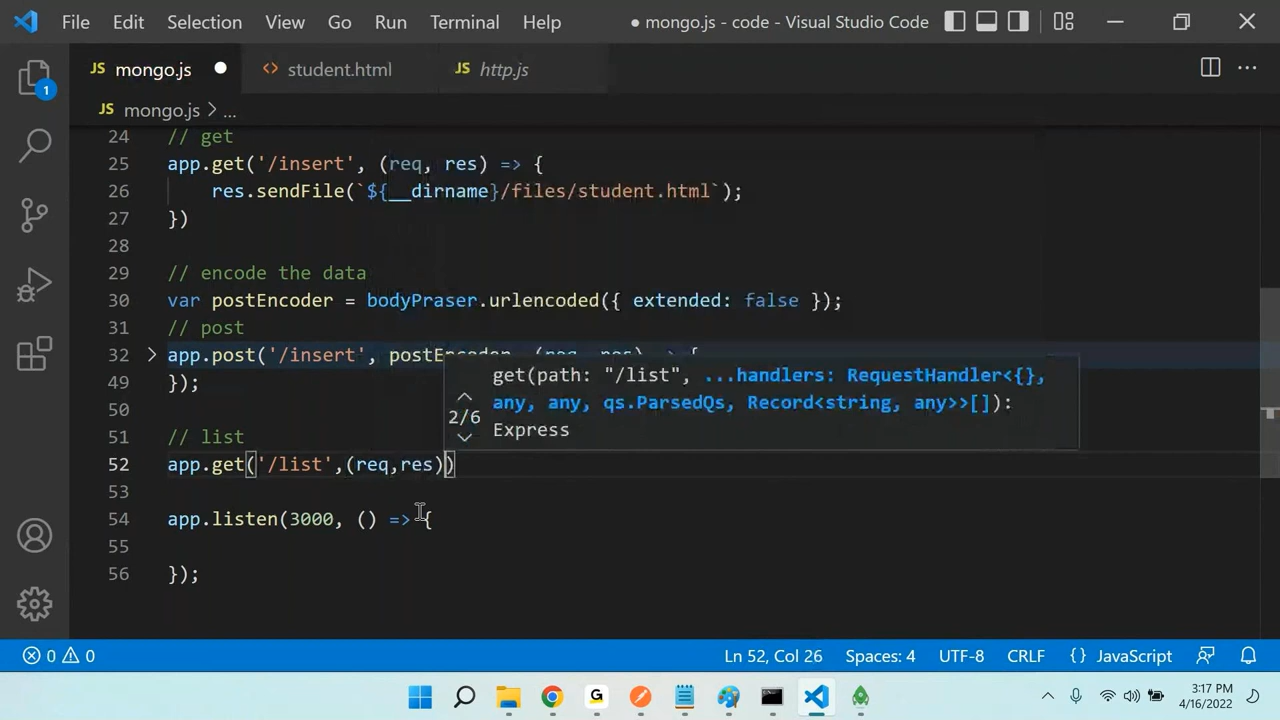 File Edit Selection View Go Run Terminal Help ● mongo.js - code - Visual Studio Code
JS mongo.js ● <> student.html JS http.js
1
JS mongo.js > ...
24 // get
25 app.get('/insert', (req, res) => {
26 res.sendFile(`${__dirname}/files/student.html`);
27 })
28
29 // encode the data
30 var postEncoder = bodyPraser.urlencoded({ extended: false });
31 // post
32 app.post('/insert', postEncoder, (req, res) => {
get(path: "/list", ...handlers: RequestHandler<{},
2/6 any, any, qs.ParsedQs, Record<string, any>>[]):
Express
49 });
50
51 // list
52 app.get('/list',(req,res))
53
54 app.listen(3000, () => {
55
56 });
0 0 Ln 52, Col 26 Spaces: 4 UTF-8 CRLF {} JavaScript
G 3:17 PM
4/16/2022